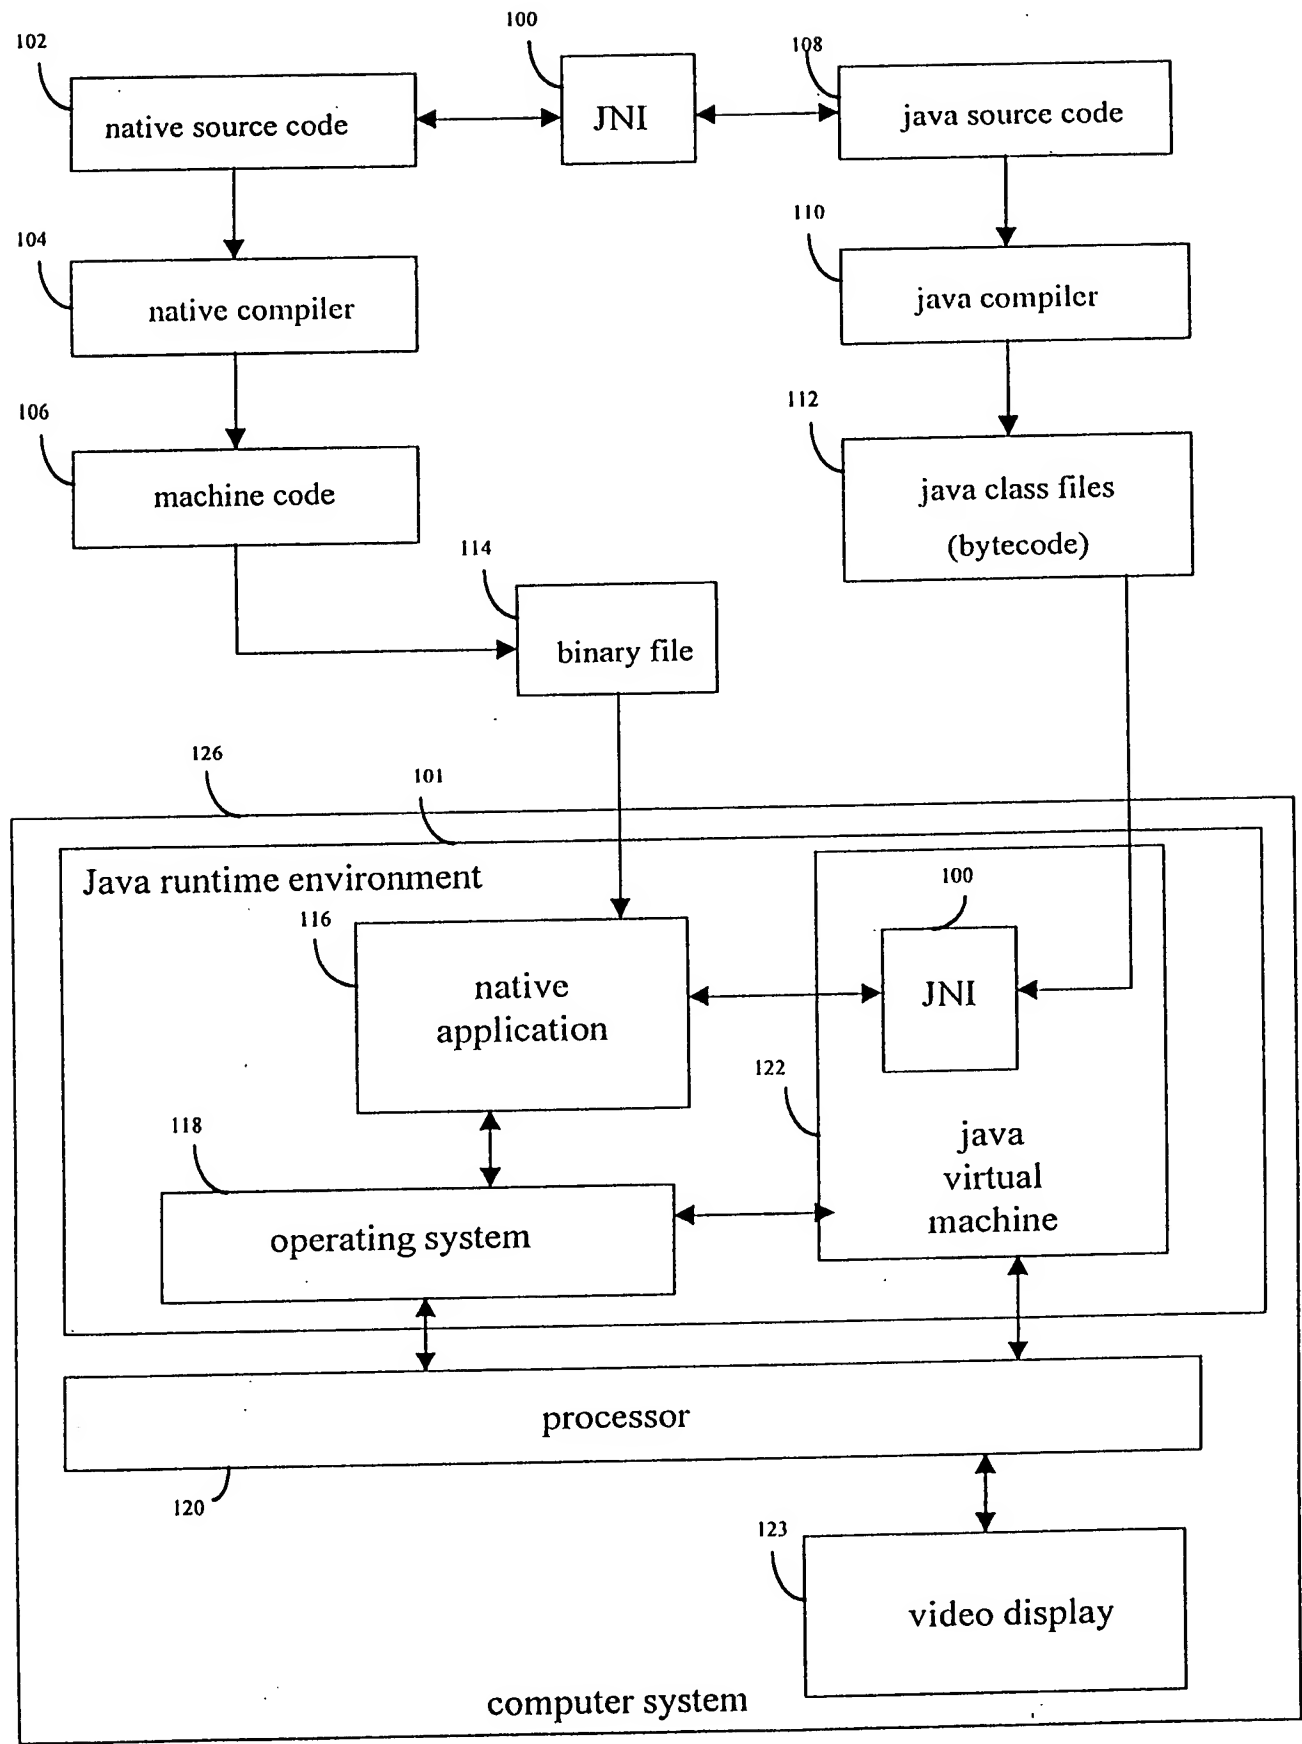 100
102
108
native source code
JNI
java source code
104
110
native compiler
java compiler
106
112
machine code
java class files
(bytecode)
114
binary file
126
101
Java runtime environment
100
116
native
application
JNI
122
118
java
virtual
machine
operating system
processor
120
123
video display
computer system